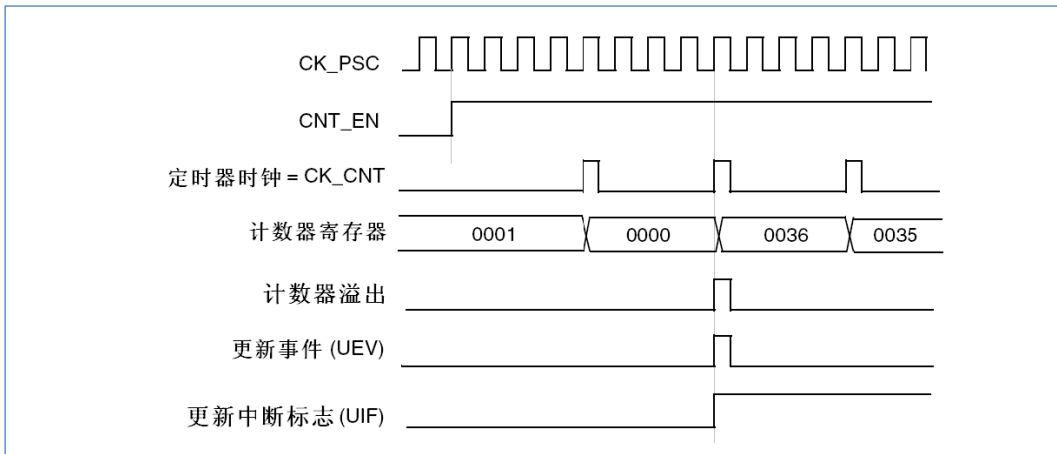 CK_PSC
CNT_EN
定时器时钟 = CK_CNT
计数器寄存器 0001 0000 0036 0035
计数器溢出
更新事件 (UEV)
更新中断标志 (UIF)